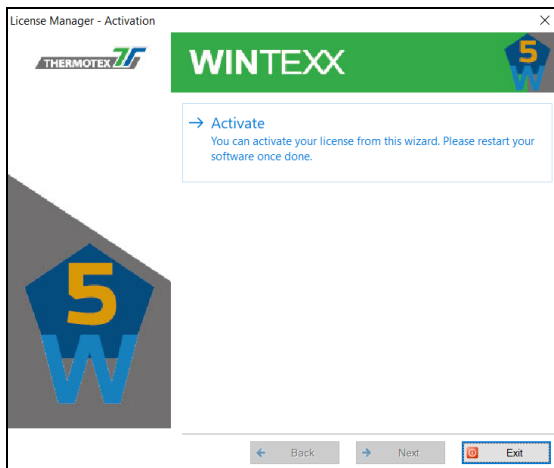 License Manager - Activation
THERMOTEX
WINTEXX
5
W
Activate
You can activate your license from this wizard. Please restart your
software once done.
5
W
Back
Next
Exit